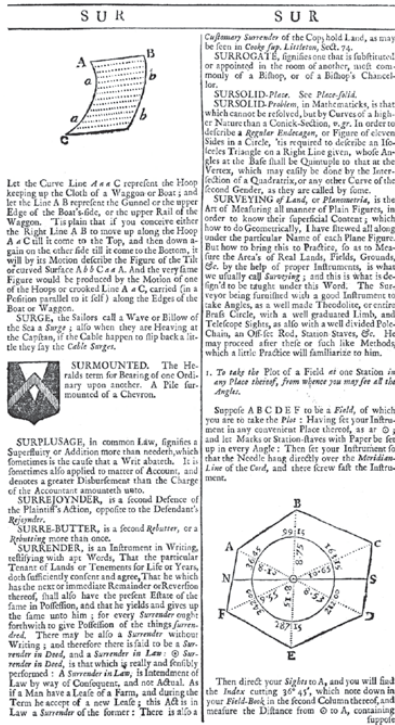 SUR
SUR
A
B
a
b
a
b
C
Let the Curve Line A a a C represent the Hoop
keeping up the Cloth of a Waggon or Boat; and
let the Line A B represent the Gunnel or the upper
Edge of the Boat's-side, or the upper Rail of the
Waggon. 'Tis plain that if you conceive either
the Right Line A B to move up along the Hoop
A a C till it come to the Top, and then down a-
gain on the other side till it come to the Bottom, it
will by its Motion describe the Figure of the Tilt
or curved Surface A b b C a a A. And the very same
Figure would be produced by the Motion of one
of the Hoops or crooked Line A a C, carried (in a
Position parallel to it self) along the Edges of the
Boat or Waggon.
SURGE, the Sailors call a Wave or Billow of
the Sea a Surge; also when they are Heaving at
the Capstan, if the Cable happen to slip back a lit-
tle they say the Cable Surges.
SURMOUNTED. The He-
ralds term for Bearing of one Ordi-
nary upon another. A Pile sur-
mounted of a Chevron.
SURPLUSAGE, in common Law, signifies a
Superfluity or Addition more than needeth, which
sometimes is the cause that a Writ abateth. It is
sometimes also applied to matter of Account, and
denotes a greater Disbursement than the Charge
of the Accountant amounteth unto.
SURREJOYNDER, is a second Defence of
the Plaintiff's Action, opposite to the Defendant's
Rejoynder.
SURRE-BUTTER, is a second Rebutter, or a
Rebutting more than once.
SURRENDER, is an Instrument in Writing,
testifying with apt Words, That the particular
Tenant of Lands or Tenements for Life or Years,
doth sufficiently consent and agree, That he which
has the next or immediate Remainder or Reversion
thereof, shall also have the present Estate of the
same in Possession, and that he yields and gives up
the same unto him; for every Surrender ought
forthwith to give Possession of the things surren-
dred. There may be also a Surrender without
Writing; and therefore there is said to be a Sur-
render in Deed, and a Surrender in Law: ☉ Sur-
render in Deed, is that which is really and sensibly
performed: A Surrender in Law, is Intendment of
Law by way of Consequent, and not Actual. As
if a Man have a Lease of a Farm, and during the
Term he accept of a new Lease; this Act is in
Law a Surrender of the former: There is also a
Customary Surrender of the Copyhold Land, as may
be seen in Cooke sup. Littleton, Sect. 74.
SURROGATE, signifies one that is substituted
or appointed in the room of another, most com-
monly of a Bishop, or of a Bishop's Chancel-
lor.
SURSOLID-Place. See Place-solid.
SURSOLID-Problem, in Mathematicks, is that
which cannot be resolved, but by Curves of a high-
er Nature than a Conick-Section, v. gr. In order to
describe a Regular Endecagon, or Figure of eleven
Sides in a Circle, 'tis required to describe an Iso-
sceles Triangle on a Right Line given, whose An-
gles at the Base shall be Quintuple to that at the
Vertex, which may easily be done by the Inter-
section of a Quadratrix, or any other Curve of the
second Gender, as they are called by some.
SURVEYING of Land, or Planometria, is the
Art of Measuring all manner of Plain Figures, in
order to know their superficial Content; which
how to do Geometrically, I have shewed all along
under the particular Name of each Plane Figure.
But how to bring this to Practice, so as to Mea-
sure the Area's of Real Lands, Fields, Grounds,
&c. by the help of proper Instruments, is what
we usually call Surveying; and this is what is de-
sign'd to be taught under this Word. The Sur-
veyor being furnished with a good Instrument to
take Angles, as a well made Theodolite, or entire
Brass Circle, with a well graduated Limb, and
Telescope Sights, as also with a well divided Pole-
Chain, an Off-set Rod, Station Staves, &c. He
may proceed after these or such like Methods,
which a little Practice will familiarize to him.
1. To take the Plot of a Field at one Station in
any Place thereof, from whence you may see all the
Angles.
Suppose A B C D E F to be a Field, of which
you are to take the Plot: Having set your Instru-
ment in any convenient Place thereof, as at ☉;
and let Marks or Station-staves with Paper be set
up in every Angle: Then set your Instrument so
that the Needle hang directly over the Meridian-
Line of the Card, and there screw fast the Instru-
ment.
B
A
C
N
S
F
D
E
Then direct your Sights to A, and you will find
the Index cutting 36° 45', which note down in
your Field-Book in the second Column thereof, and
measure the Distance from ☉ to A, containing
suppose